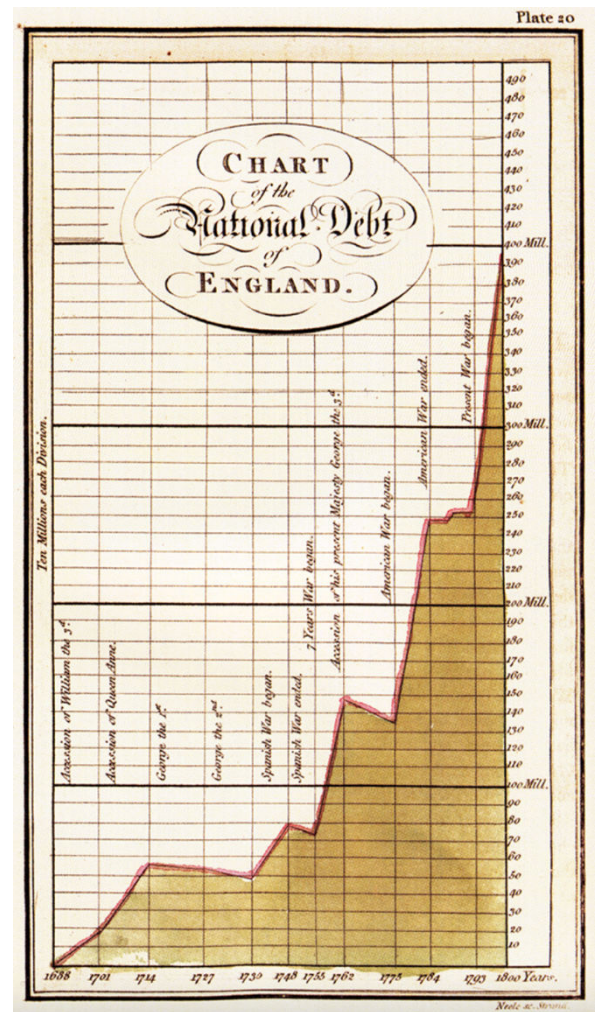 Plate 20
CHART
of the
National Debt
of
ENGLAND.
490
480
470
460
450
440
430
420
410
400 Mill.
390
380
370
360
350
340
330
320
310
300 Mill.
290
280
270
260
250
240
230
220
210
200 Mill.
190
180
170
160
150
140
130
120
110
100 Mill.
90
80
70
60
50
40
30
20
10
Ten Millions each Division.
Accession of William the 3d.
Accession of Queen Anne.
George the 1st.
George the 2nd.
Spanish War began.
Spanish War ended.
7 Years War began.
Accession of his present Majesty George the 3d.
American War began.
American War ended.
Present War began.
1688 1701 1714 1727 1739 1748 1755 1762 1775 1784 1793 1800 Years.
Neele sc. Strand.